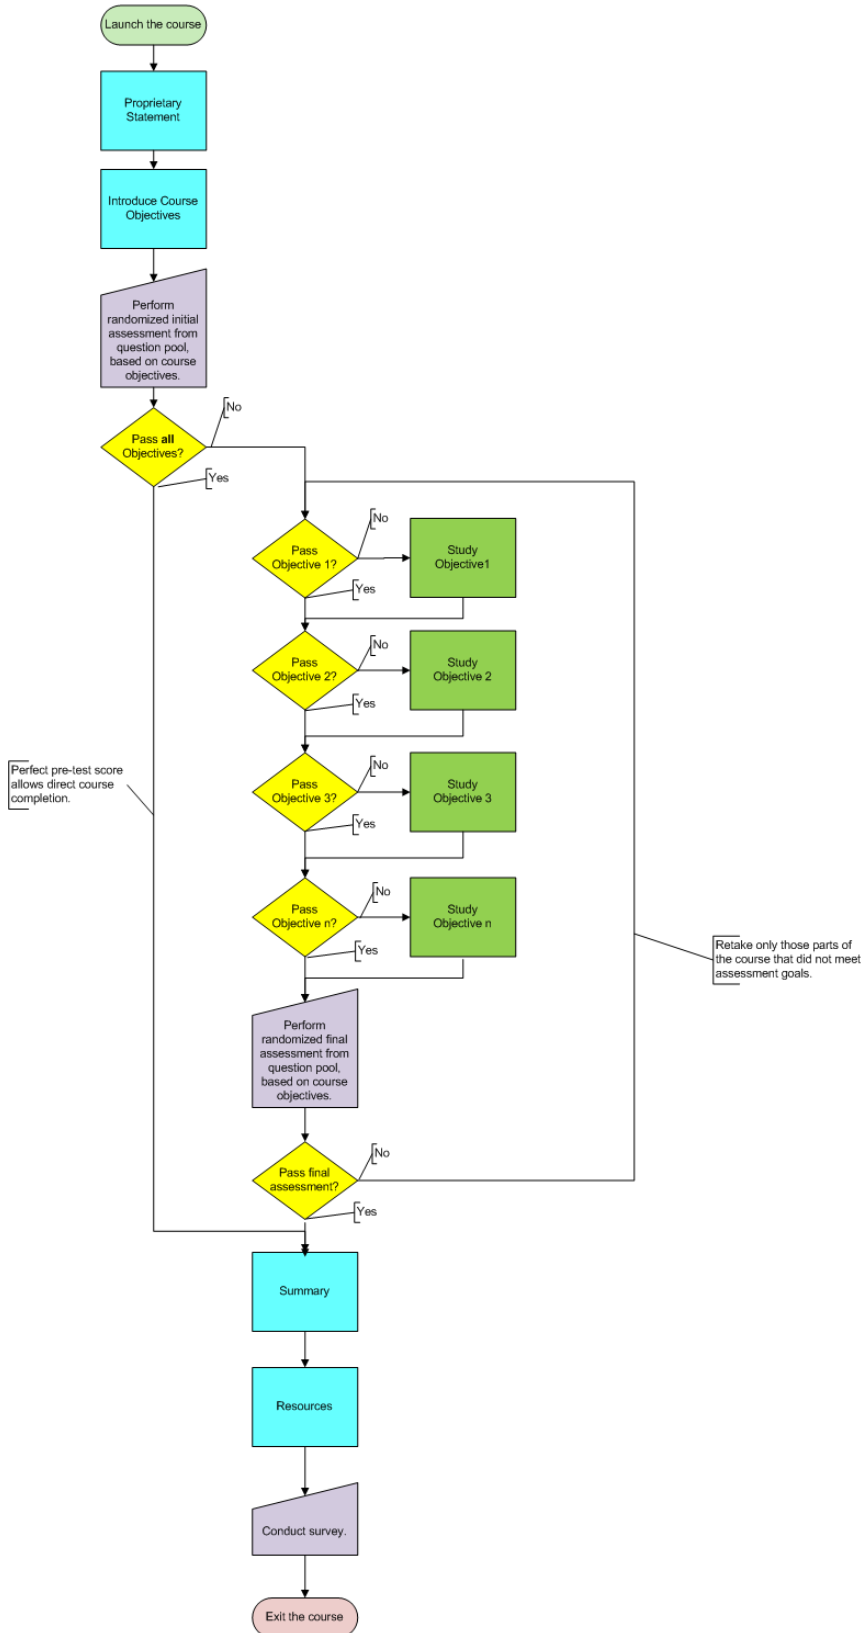 Launch the course
Proprietary
Statement
Introduce Course
Objectives
Perform
randomized initial
assessment from
question pool,
based on course
objectives.
No
Pass all
Objectives?
Yes
No
Pass
Objective 1?
Study
Objective1
Yes
No
Pass
Objective 2?
Study
Objective 2
Yes
Perfect pre-test score
allows direct course
completion.
No
Pass
Objective 3?
Study
Objective 3
Yes
No
Pass
Objective n?
Study
Objective n
Yes
Retake only those parts of
the course that did not meet
assessment goals.
Perform
randomized final
assessment from
question pool,
based on course
objectives.
No
Pass final
assessment?
Yes
Summary
Resources
Conduct survey.
Exit the course